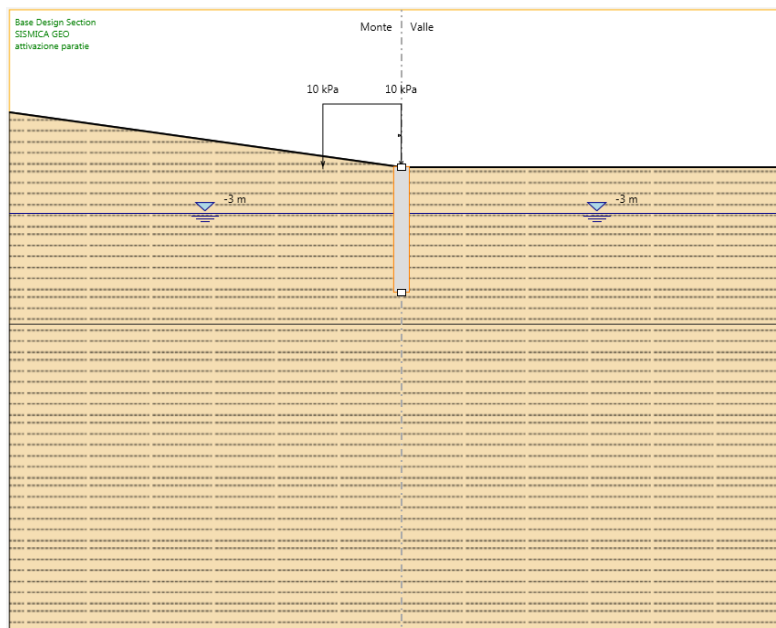 Base Design Section
SISMICA GEO
attivazione paratie
Monte
Valle
10 kPa
10 kPa
-3 m
-3 m